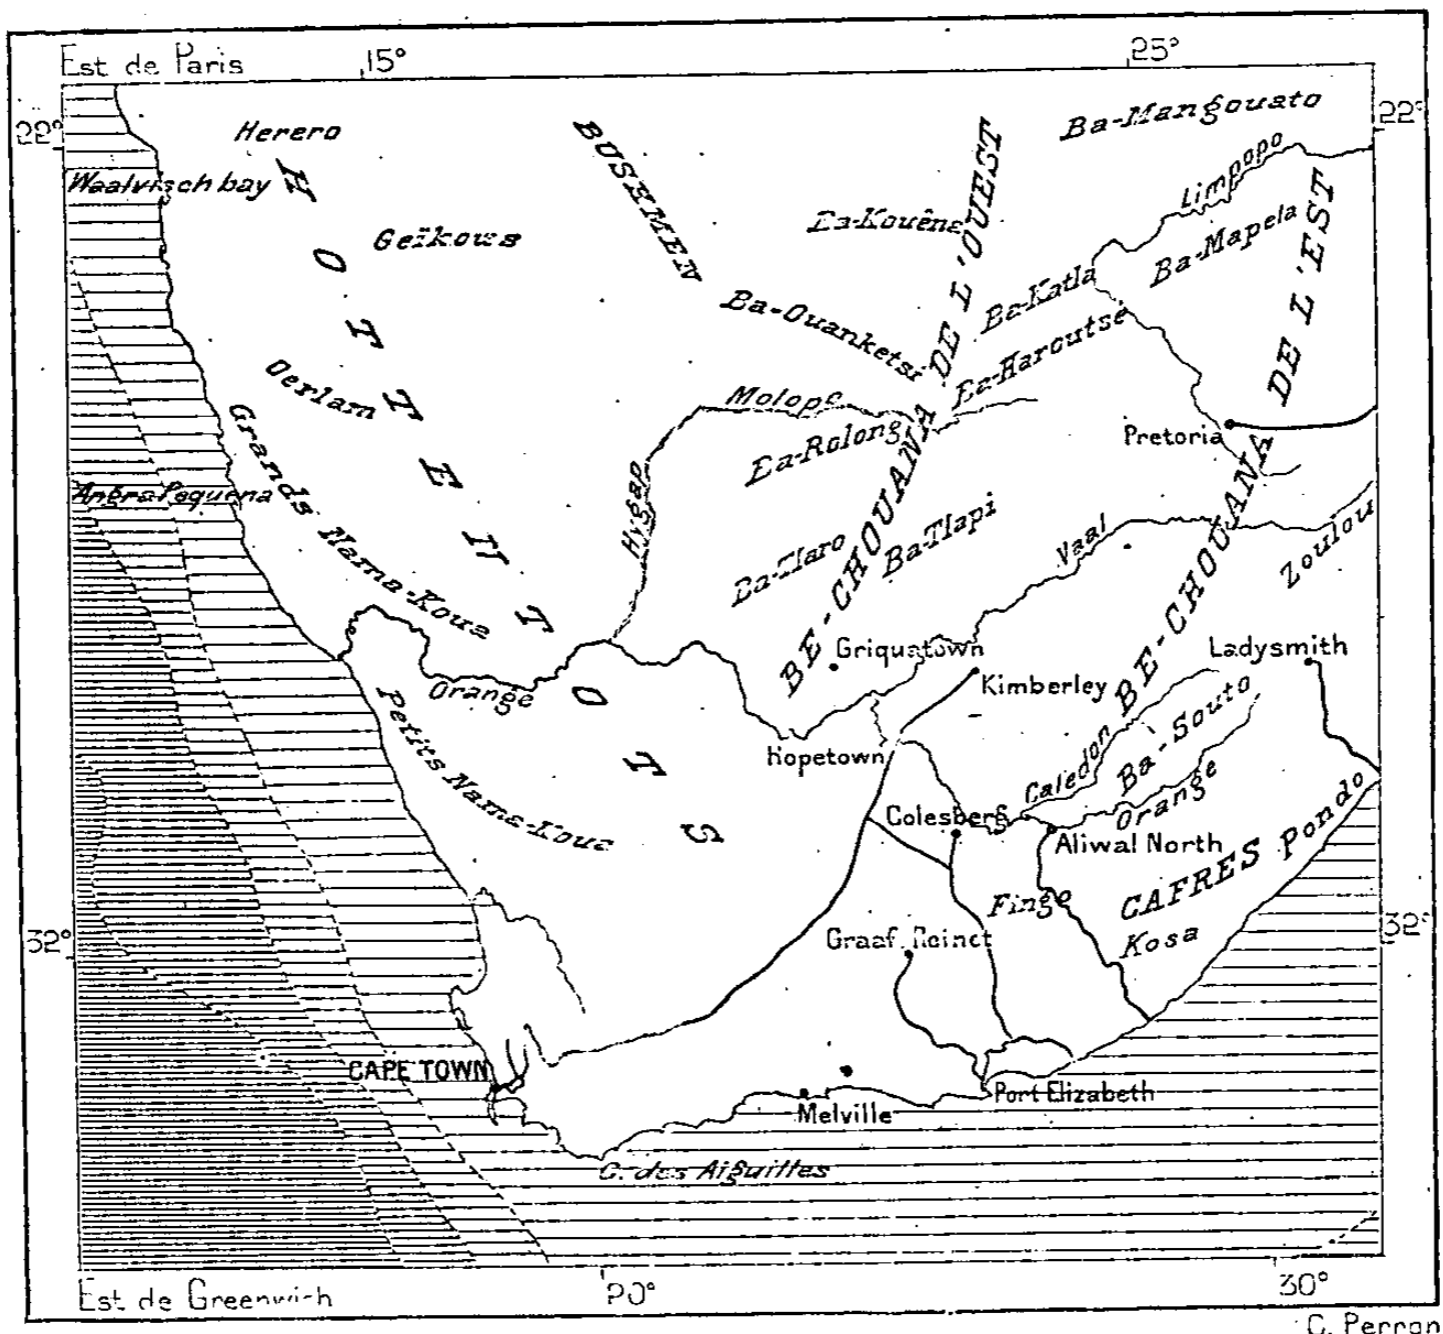 Est de Paris
15°
25°
22°
22°
Herero
BUSHMEN
Ba-Mangouato
Waalvisch bay
HOTTENTOTS
Geïkous
Ba-Kouêna
BE-CHOUANA DE L'OUEST
Limpopo
Ba-Mapela
BE-CHOUANA DE L'EST
Ba-Ouanketsi
Ba-Katla
Ba-Haroutsé
Oerlam
Molopo
Grands Nama-Koua
Ba-Rolong
Pretoria
Angra Pequena
Hygap
Ba-Tlaro
Ba-Tlapi
Vaal
Zoulou
Griquatown
Ladysmith
Orange
Kimberley
Petits Nama-Koua
Hopetown
Caledon
Ba-Souto
Colesberg
Orange
Aliwal North
Pondo
CAFRES
Fingo
Kosa
32°
32°
Graaf Reinet
CAPE TOWN
Port Elizabeth
Melville
C. des Aiguilles
Est de Greenwich
20°
30°
C. Perron